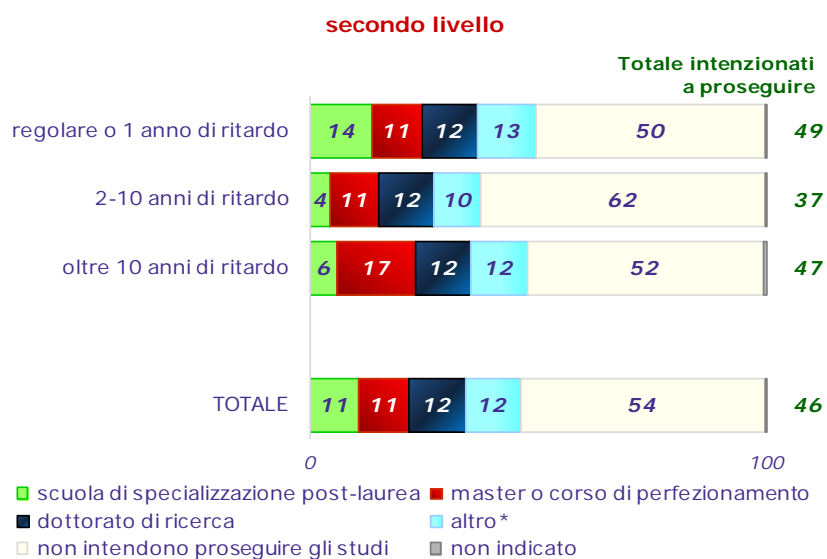 secondo livello
Totale intenzionati
a proseguire
regolare o 1 anno di ritardo 14 11 12 13 50 49
2-10 anni di ritardo 4 11 12 10 62 37
oltre 10 anni di ritardo 6 17 12 12 52 47
TOTALE 11 11 12 12 54 46
0 100
scuola di specializzazione post-laurea master o corso di perfezionamento
dottorato di ricerca altro*
non intendono proseguire gli studi non indicato